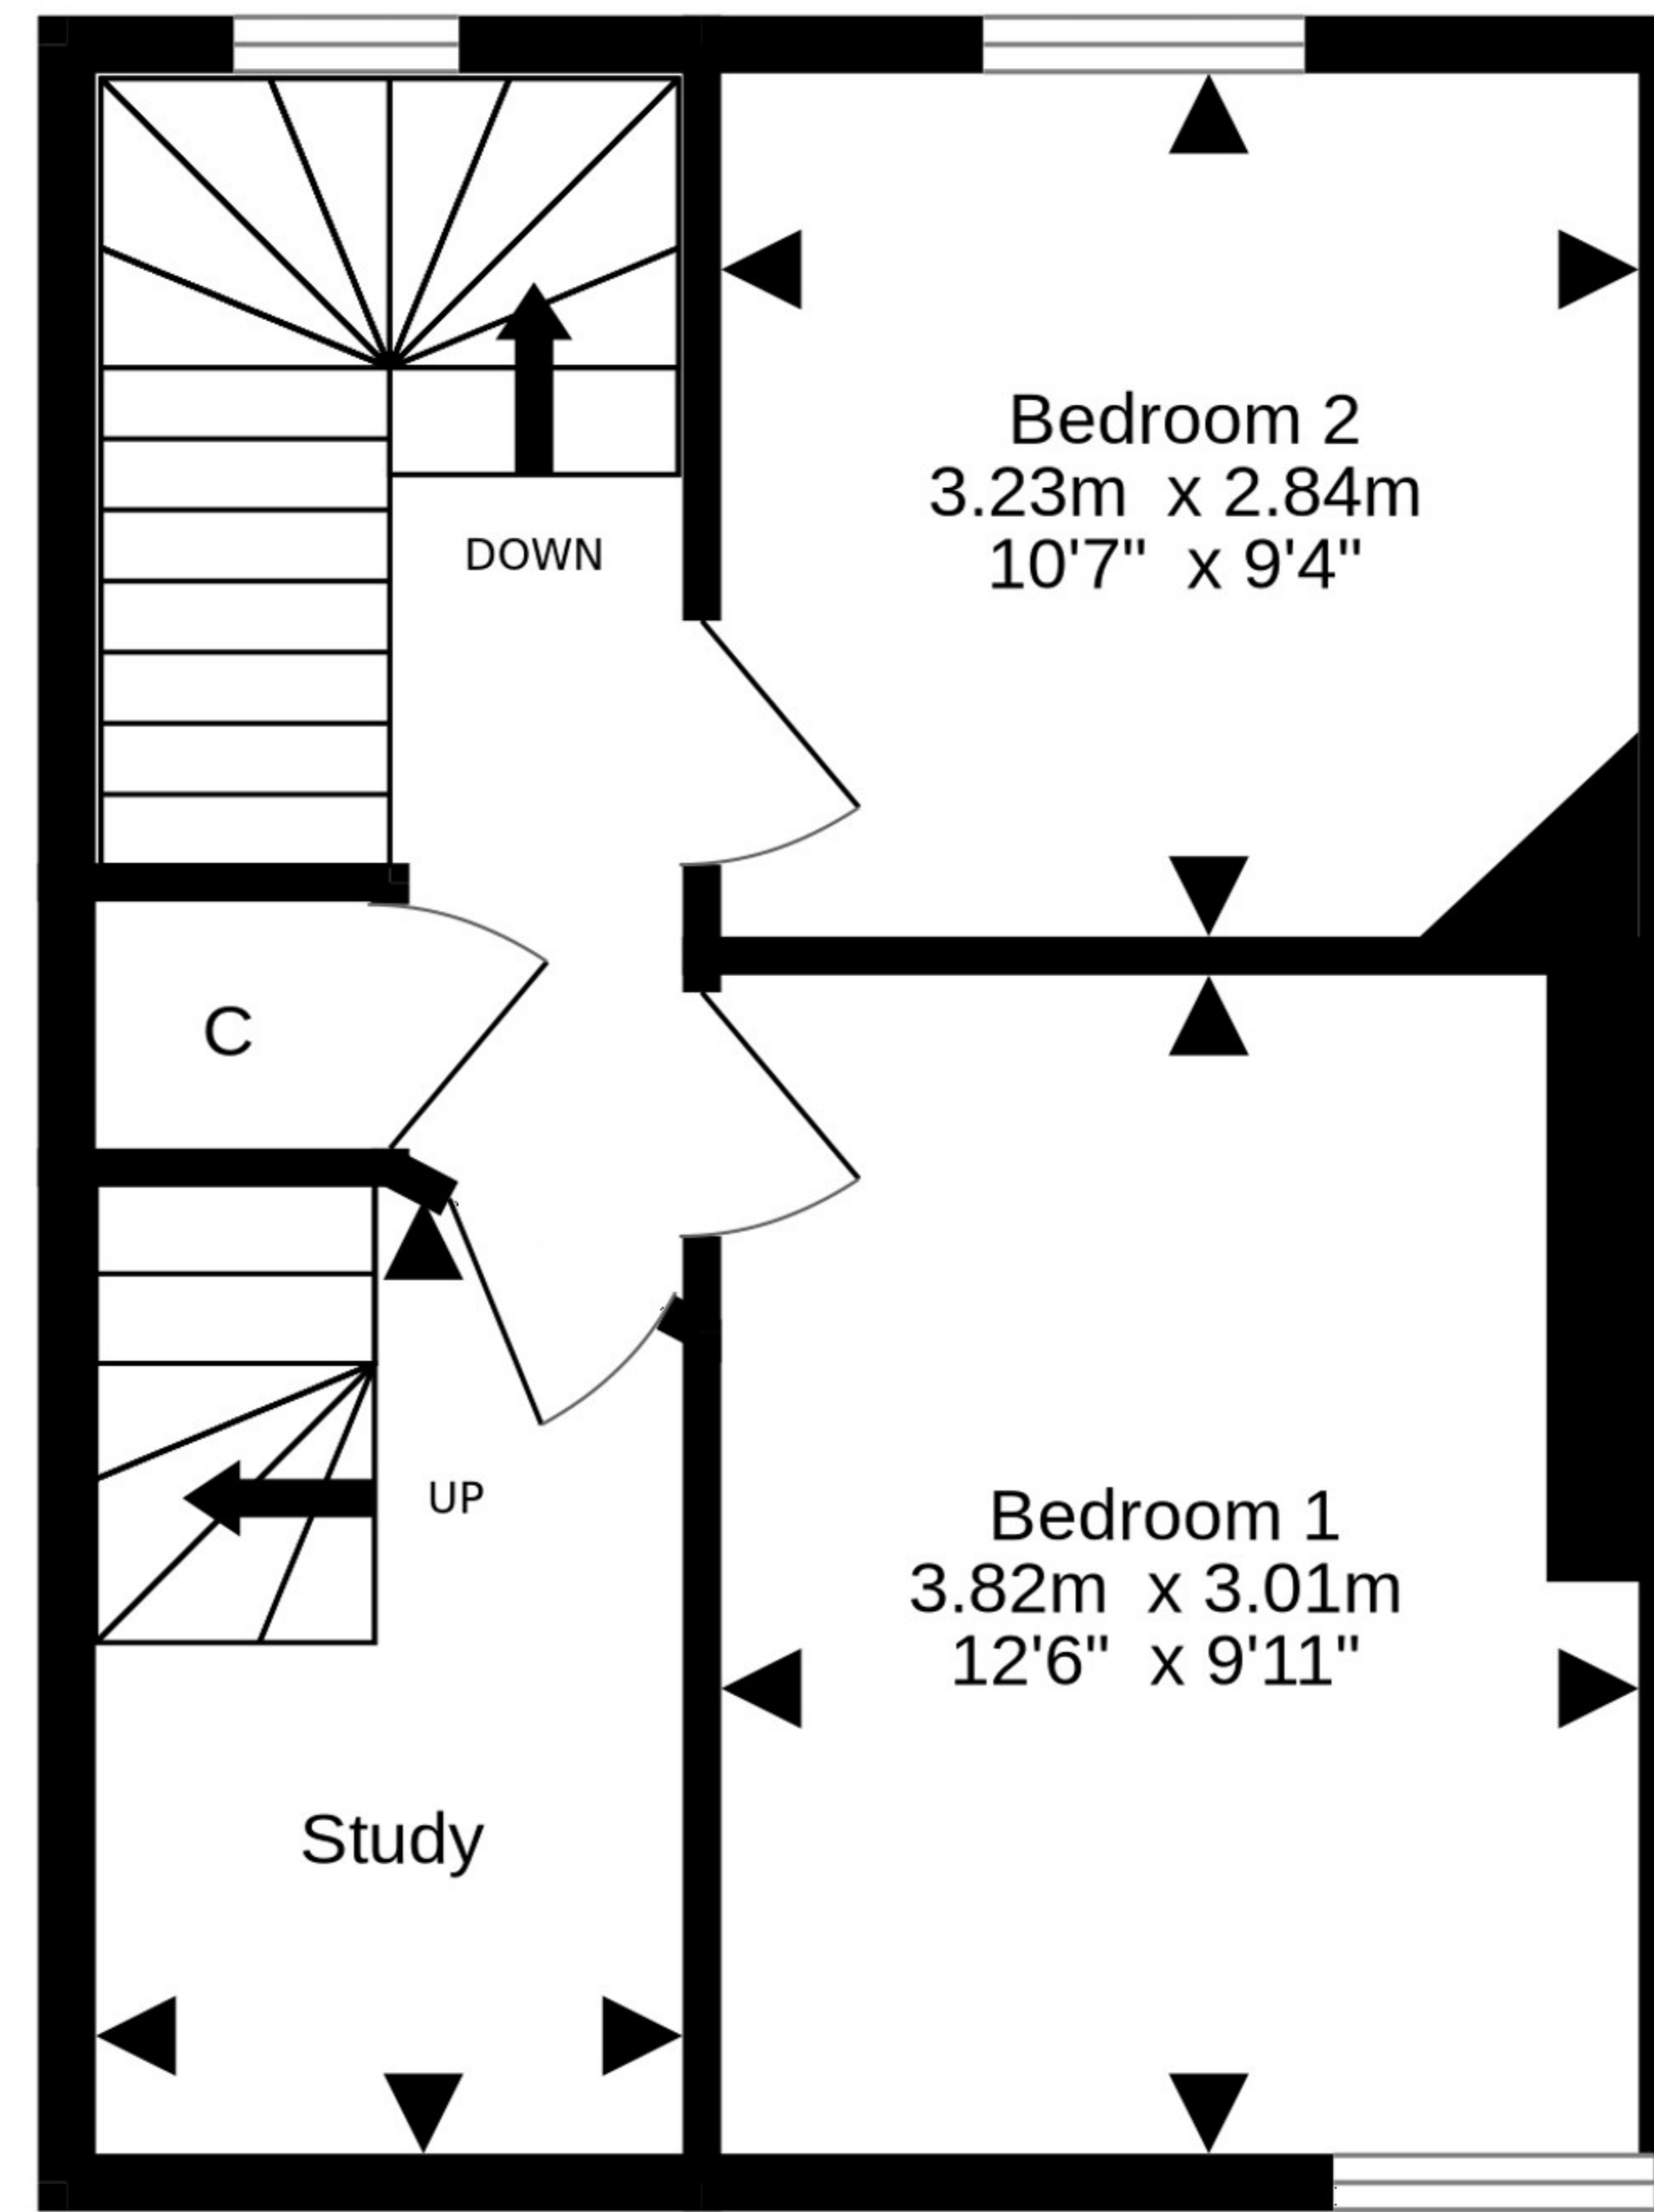 Bedroom 2
3.23m x 2.84m
10'7" x 9'4"
DOWN
C
UP
Bedroom 1
3.82m x 3.01m
12'6" x 9'11"
Study